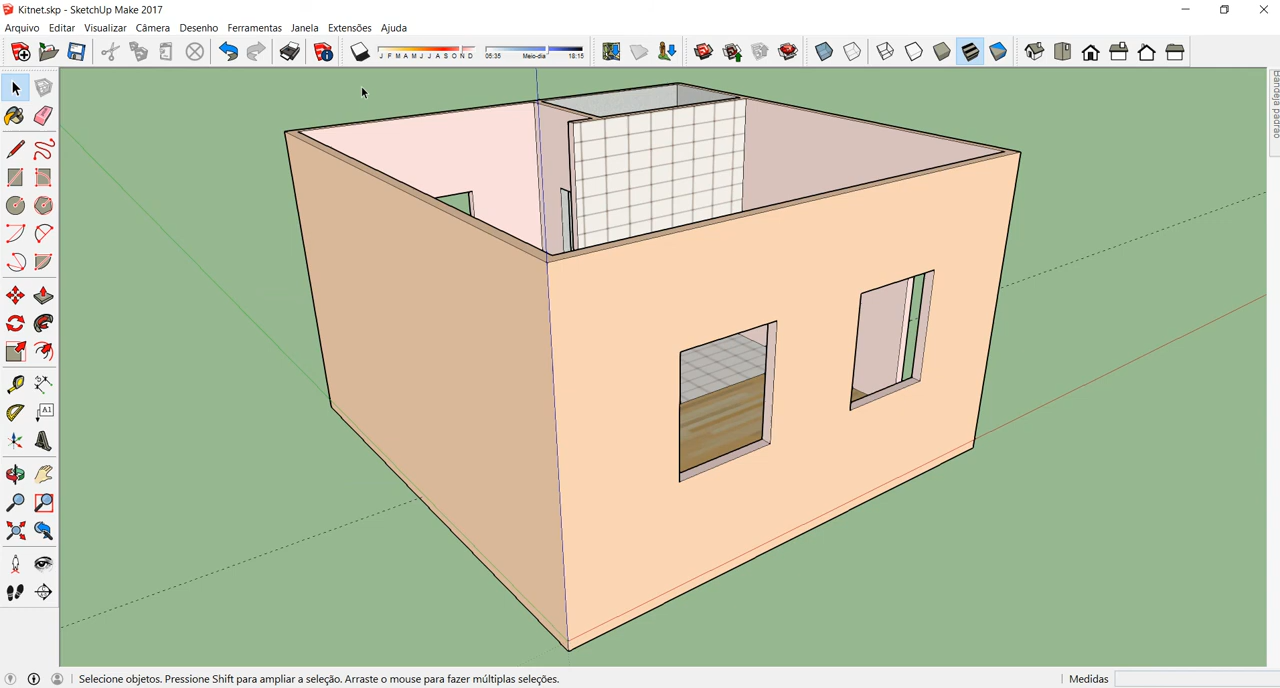 Kitnet.skp - SketchUp Make 2017
Arquivo Editar Visualizar Câmera Desenho Ferramentas Janela Extensões Ajuda
J F M A M J J A S O N D 05:35 Meio-dia 18:15
Bandeja padrão
A1
Selecione objetos. Pressione Shift para ampliar a seleção. Arraste o mouse para fazer múltiplas seleções. Medidas